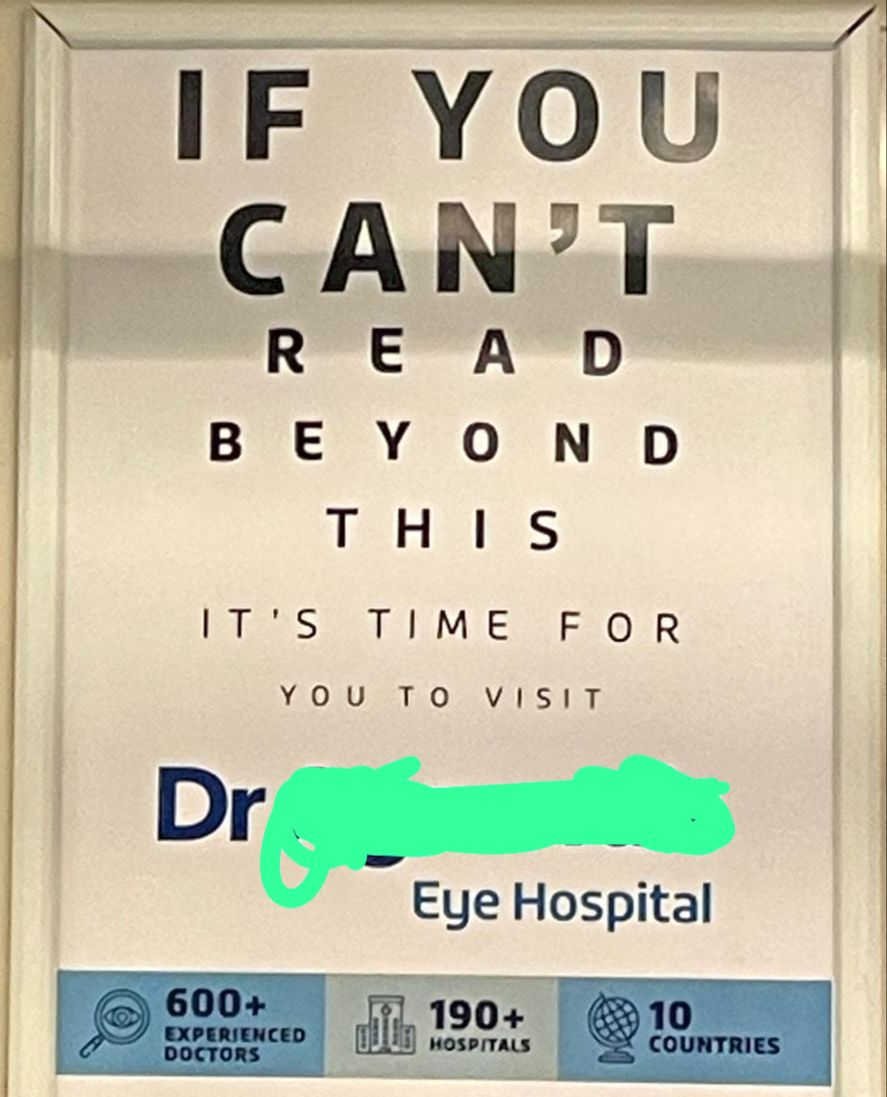 IF YOU
CAN'T
READ
BEYOND
THIS
IT'S TIME FOR
YOU TO VISIT
Dr
Eye Hospital
600+
EXPERIENCED
DOCTORS
190+
HOSPITALS
10
COUNTRIES